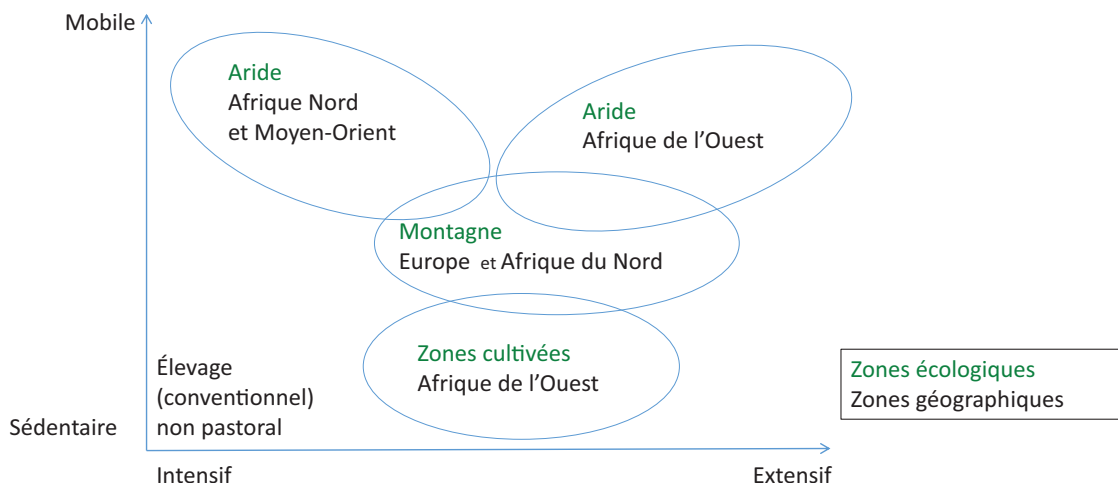 Mobile
Aride
Afrique Nord
et Moyen-Orient
Aride
Afrique de l’Ouest
Montagne
Europe et Afrique du Nord
Zones cultivées
Afrique de l’Ouest
Élevage
(conventionnel)
non pastoral
Zones écologiques
Zones géographiques
Sédentaire
Intensif
Extensif